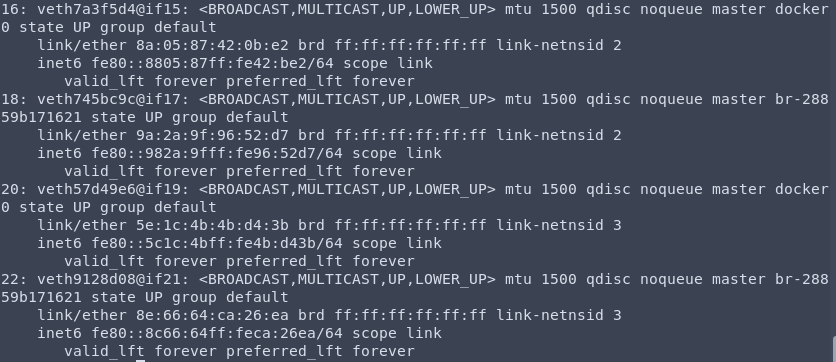 16: veth7a3f5d4@if15: <BROADCAST,MULTICAST,UP,LOWER_UP> mtu 1500 qdisc noqueue master docker
0 state UP group default
    link/ether 8a:05:87:42:0b:e2 brd ff:ff:ff:ff:ff:ff link-netnsid 2
    inet6 fe80::8805:87ff:fe42:be2/64 scope link
       valid_lft forever preferred_lft forever
18: veth745bc9c@if17: <BROADCAST,MULTICAST,UP,LOWER_UP> mtu 1500 qdisc noqueue master br-288
59b171621 state UP group default
    link/ether 9a:2a:9f:96:52:d7 brd ff:ff:ff:ff:ff:ff link-netnsid 2
    inet6 fe80::982a:9fff:fe96:52d7/64 scope link
       valid_lft forever preferred_lft forever
20: veth57d49e6@if19: <BROADCAST,MULTICAST,UP,LOWER_UP> mtu 1500 qdisc noqueue master docker
0 state UP group default
    link/ether 5e:1c:4b:4b:d4:3b brd ff:ff:ff:ff:ff:ff link-netnsid 3
    inet6 fe80::5c1c:4bff:fe4b:d43b/64 scope link
       valid_lft forever preferred_lft forever
22: veth9128d08@if21: <BROADCAST,MULTICAST,UP,LOWER_UP> mtu 1500 qdisc noqueue master br-288
59b171621 state UP group default
    link/ether 8e:66:64:ca:26:ea brd ff:ff:ff:ff:ff:ff link-netnsid 3
    inet6 fe80::8c66:64ff:feca:26ea/64 scope link
       valid_lft forever preferred_lft forever